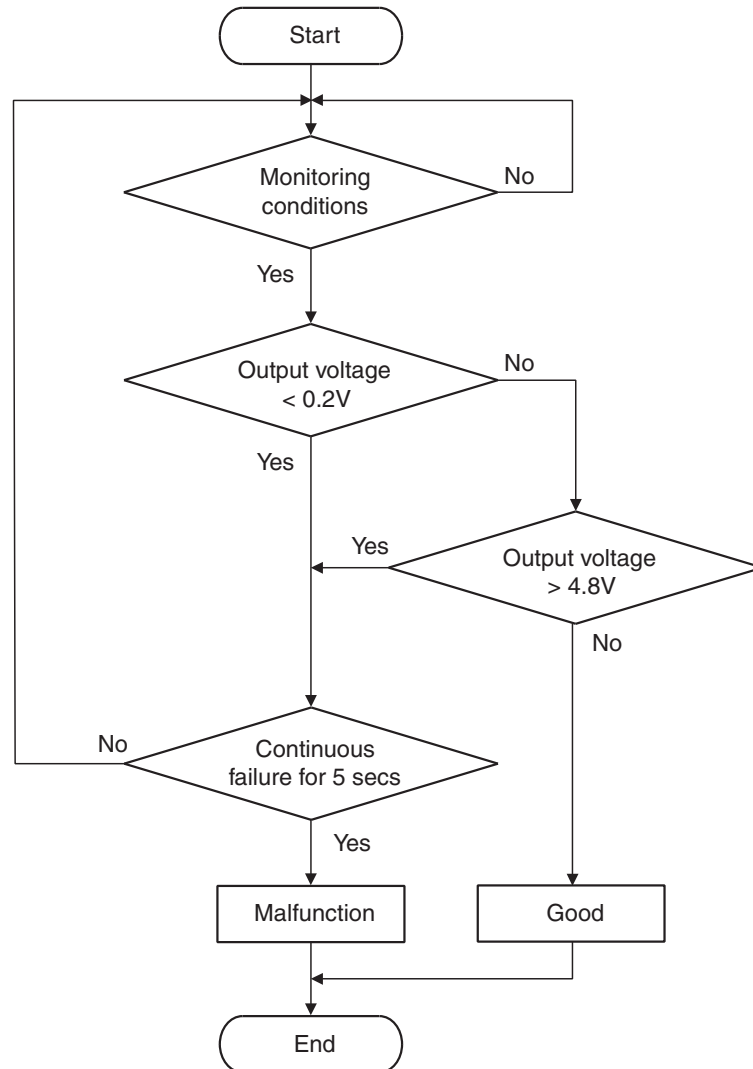 Start
Monitoring
conditions
No
Yes
Output voltage
< 0.2V
No
Yes
Yes
Output voltage
> 4.8V
No
No
Continuous
failure for 5 secs
Yes
Malfunction
Good
End